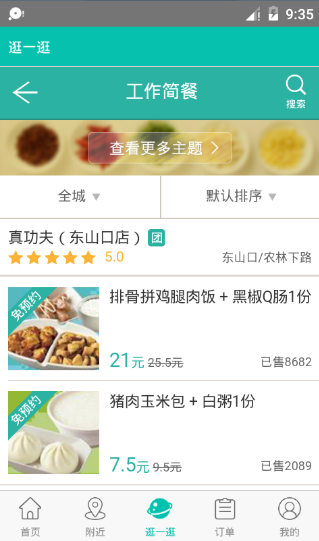 9:35
逛一逛
工作简餐
搜索
查看更多主题
全城
默认排序
真功夫（东山口店） 团
5.0 东山口/农林下路
免预约
排骨拼鸡腿肉饭 + 黑椒Q肠1份
21元 25.5元 已售8682
免预约
猪肉玉米包 + 白粥1份
7.5元 9.5元 已售2089
首页
附近
逛一逛
订单
我的